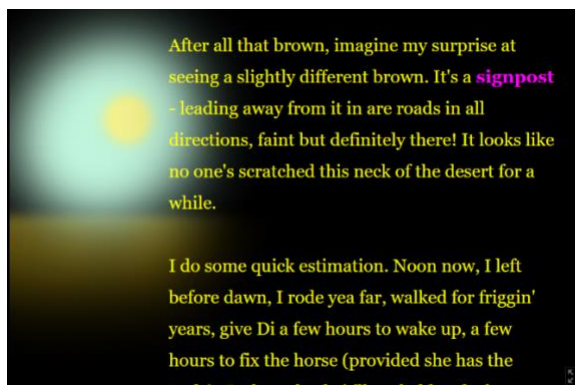 After all that brown, imagine my surprise at
seeing a slightly different brown. It's a signpost
- leading away from it in are roads in all
directions, faint but definitely there! It looks like
no one's scratched this neck of the desert for a
while.
I do some quick estimation. Noon now, I left
before dawn, I rode yea far, walked for friggin'
years, give Di a few hours to wake up, a few
hours to fix the horse (provided she has the